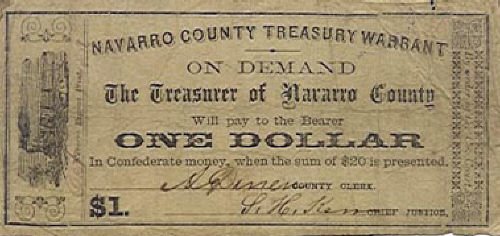 NAVARRO COUNTY TREASURY WARRANT
ON DEMAND
The Treasurer of Navarro County
Will pay to the Bearer
ONE DOLLAR
In Confederate money, when the sum of $20 is presented.
COUNTY CLERK.
$1.
S. H. CHIEF JUSTICE.